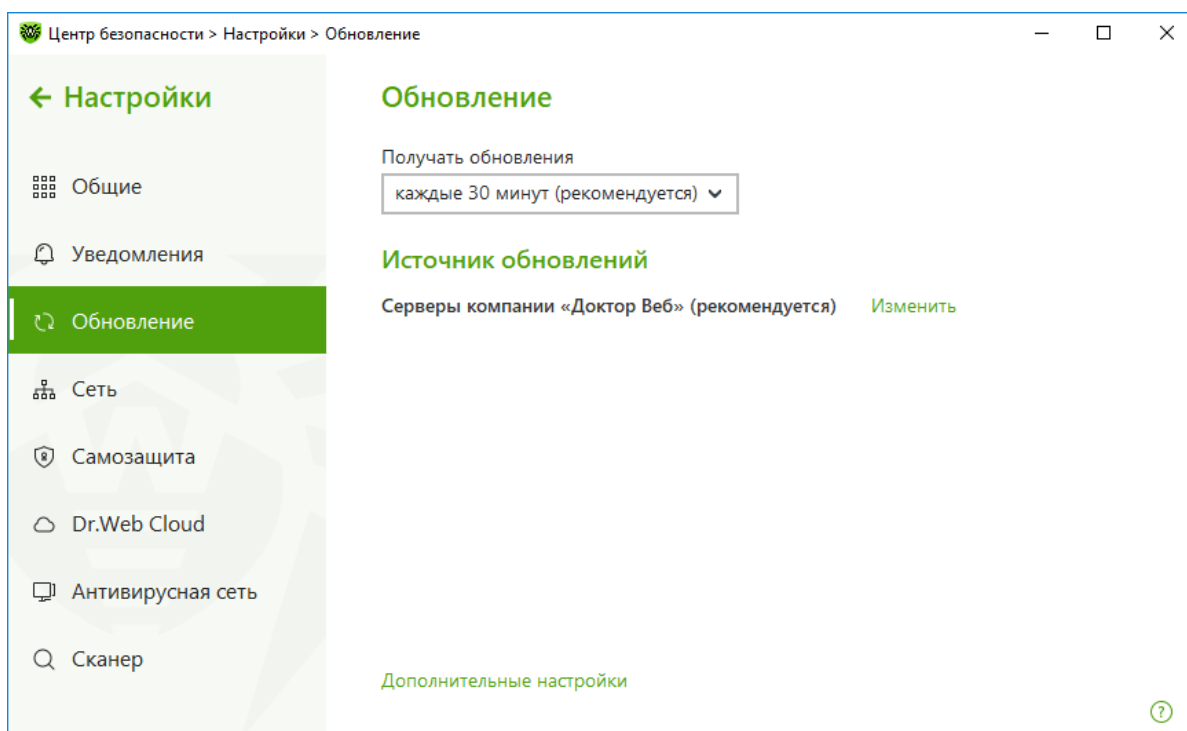 Центр безопасности > Настройки > Обновление
Настройки
Общие
Уведомления
Обновление
Сеть
Самозащита
Dr.Web Cloud
Антивирусная сеть
Сканер
Обновление
Получать обновления
каждые 30 минут (рекомендуется)
Источник обновлений
Серверы компании «Доктор Веб» (рекомендуется) Изменить
Дополнительные настройки
?